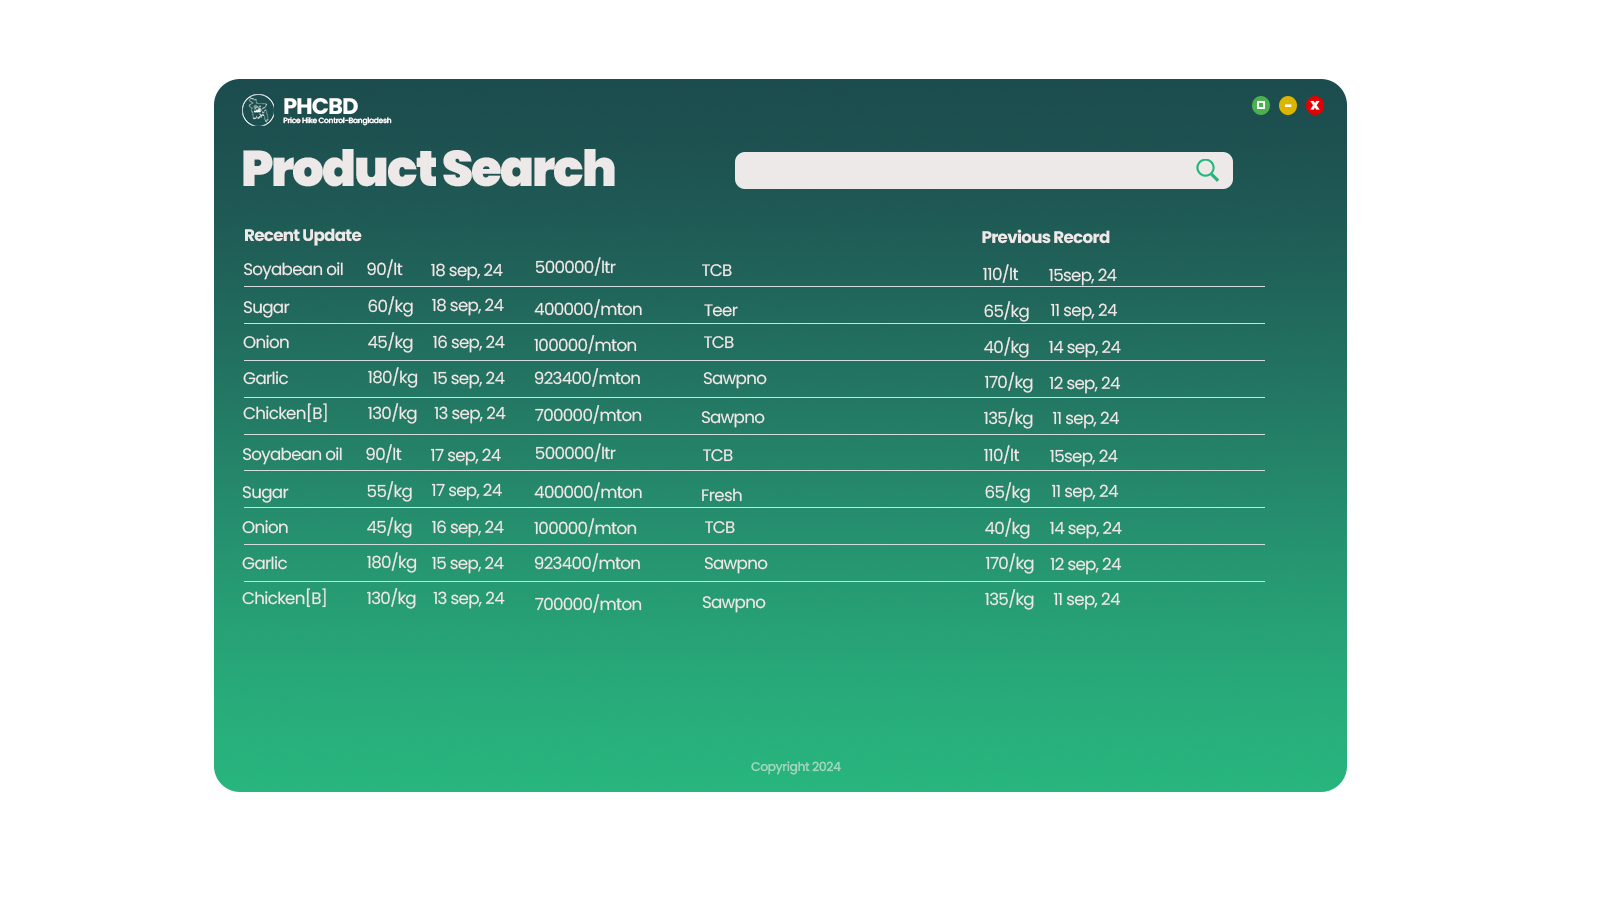 PHCBD
Price Hike Control-Bangladesh
X
Product Search
Recent Update Previous Record
Soyabean oil 90/lt 18 sep, 24 500000/ltr TCB 110/lt 15sep, 24
Sugar 60/kg 18 sep, 24 400000/mton Teer 65/kg 11 sep, 24
Onion 45/kg 16 sep, 24 100000/mton TCB 40/kg 14 sep, 24
Garlic 180/kg 15 sep, 24 923400/mton Sawpno 170/kg 12 sep, 24
Chicken[B] 130/kg 13 sep, 24 700000/mton Sawpno 135/kg 11 sep, 24
Soyabean oil 90/lt 17 sep, 24 500000/ltr TCB 110/lt 15sep, 24
Sugar 55/kg 17 sep, 24 400000/mton Fresh 65/kg 11 sep, 24
Onion 45/kg 16 sep, 24 100000/mton TCB 40/kg 14 sep, 24
Garlic 180/kg 15 sep, 24 923400/mton Sawpno 170/kg 12 sep, 24
Chicken[B] 130/kg 13 sep, 24 700000/mton Sawpno 135/kg 11 sep, 24
Copyright 2024